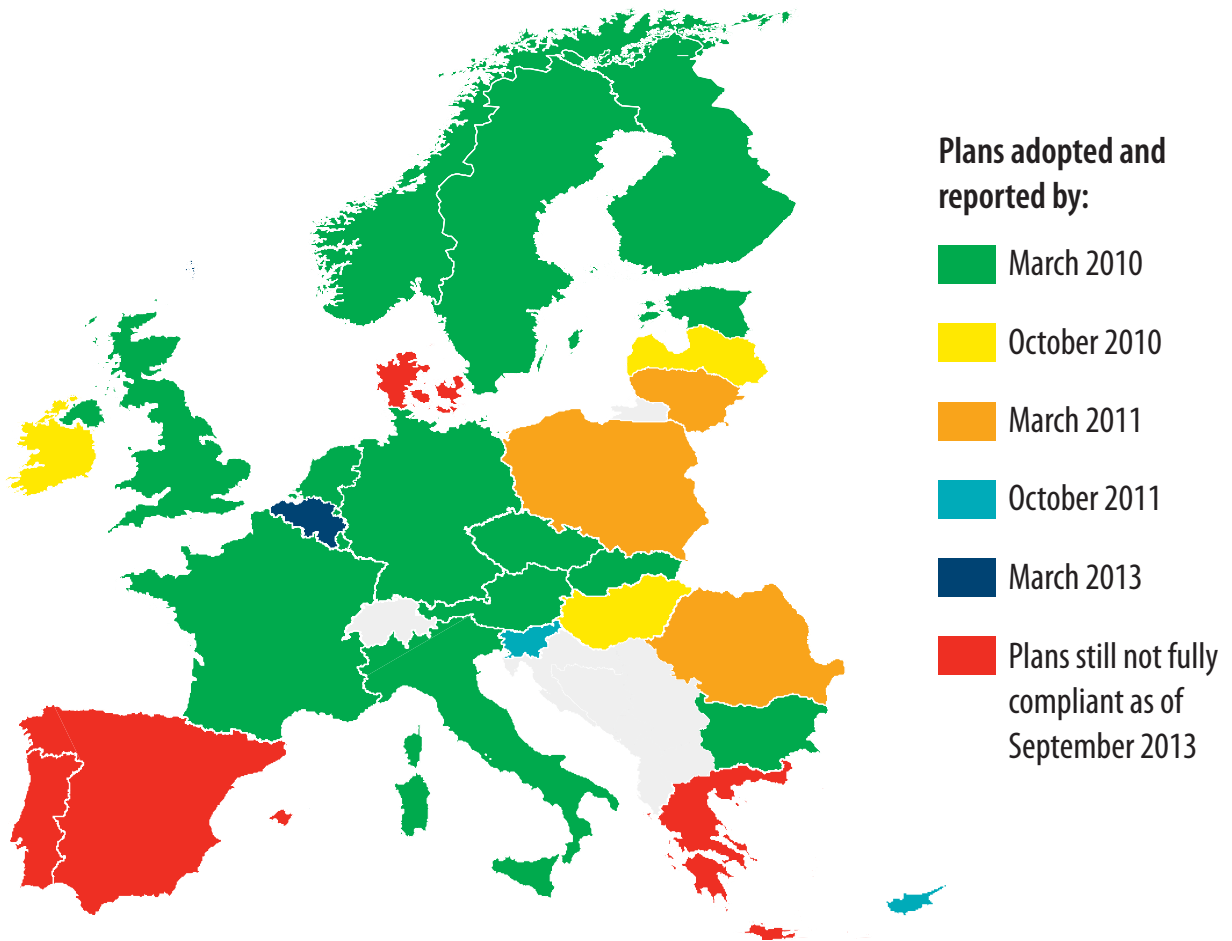 Plans adopted and
reported by:
March 2010
October 2010
March 2011
October 2011
March 2013
Plans still not fully
compliant as of
September 2013